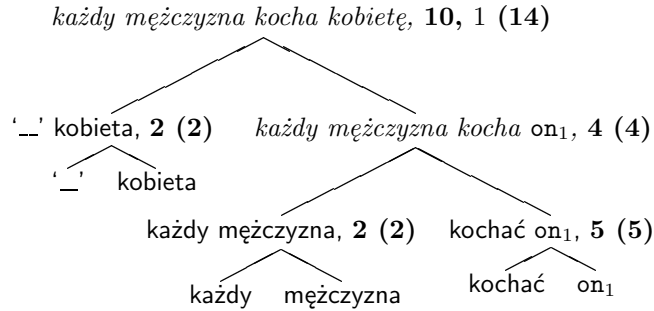 każdy mężczyzna kocha kobietę, 10, 1 (14)
‘__’ kobieta, 2 (2) każdy mężczyzna kocha on₁, 4 (4)
‘_’ kobieta
każdy mężczyzna, 2 (2) kochać on₁, 5 (5)
każdy mężczyzna kochać on₁